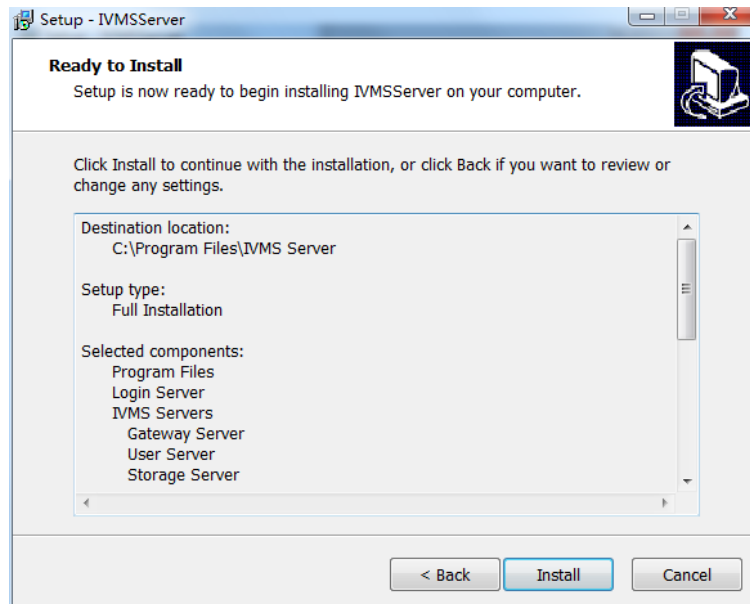 Setup - IVMSServer
Ready to Install
Setup is now ready to begin installing IVMSServer on your computer.
Click Install to continue with the installation, or click Back if you want to review or
change any settings.
Destination location:
C:\Program Files\IVMS Server
Setup type:
Full Installation
Selected components:
Program Files
Login Server
IVMS Servers
Gateway Server
User Server
Storage Server
< Back
Install
Cancel